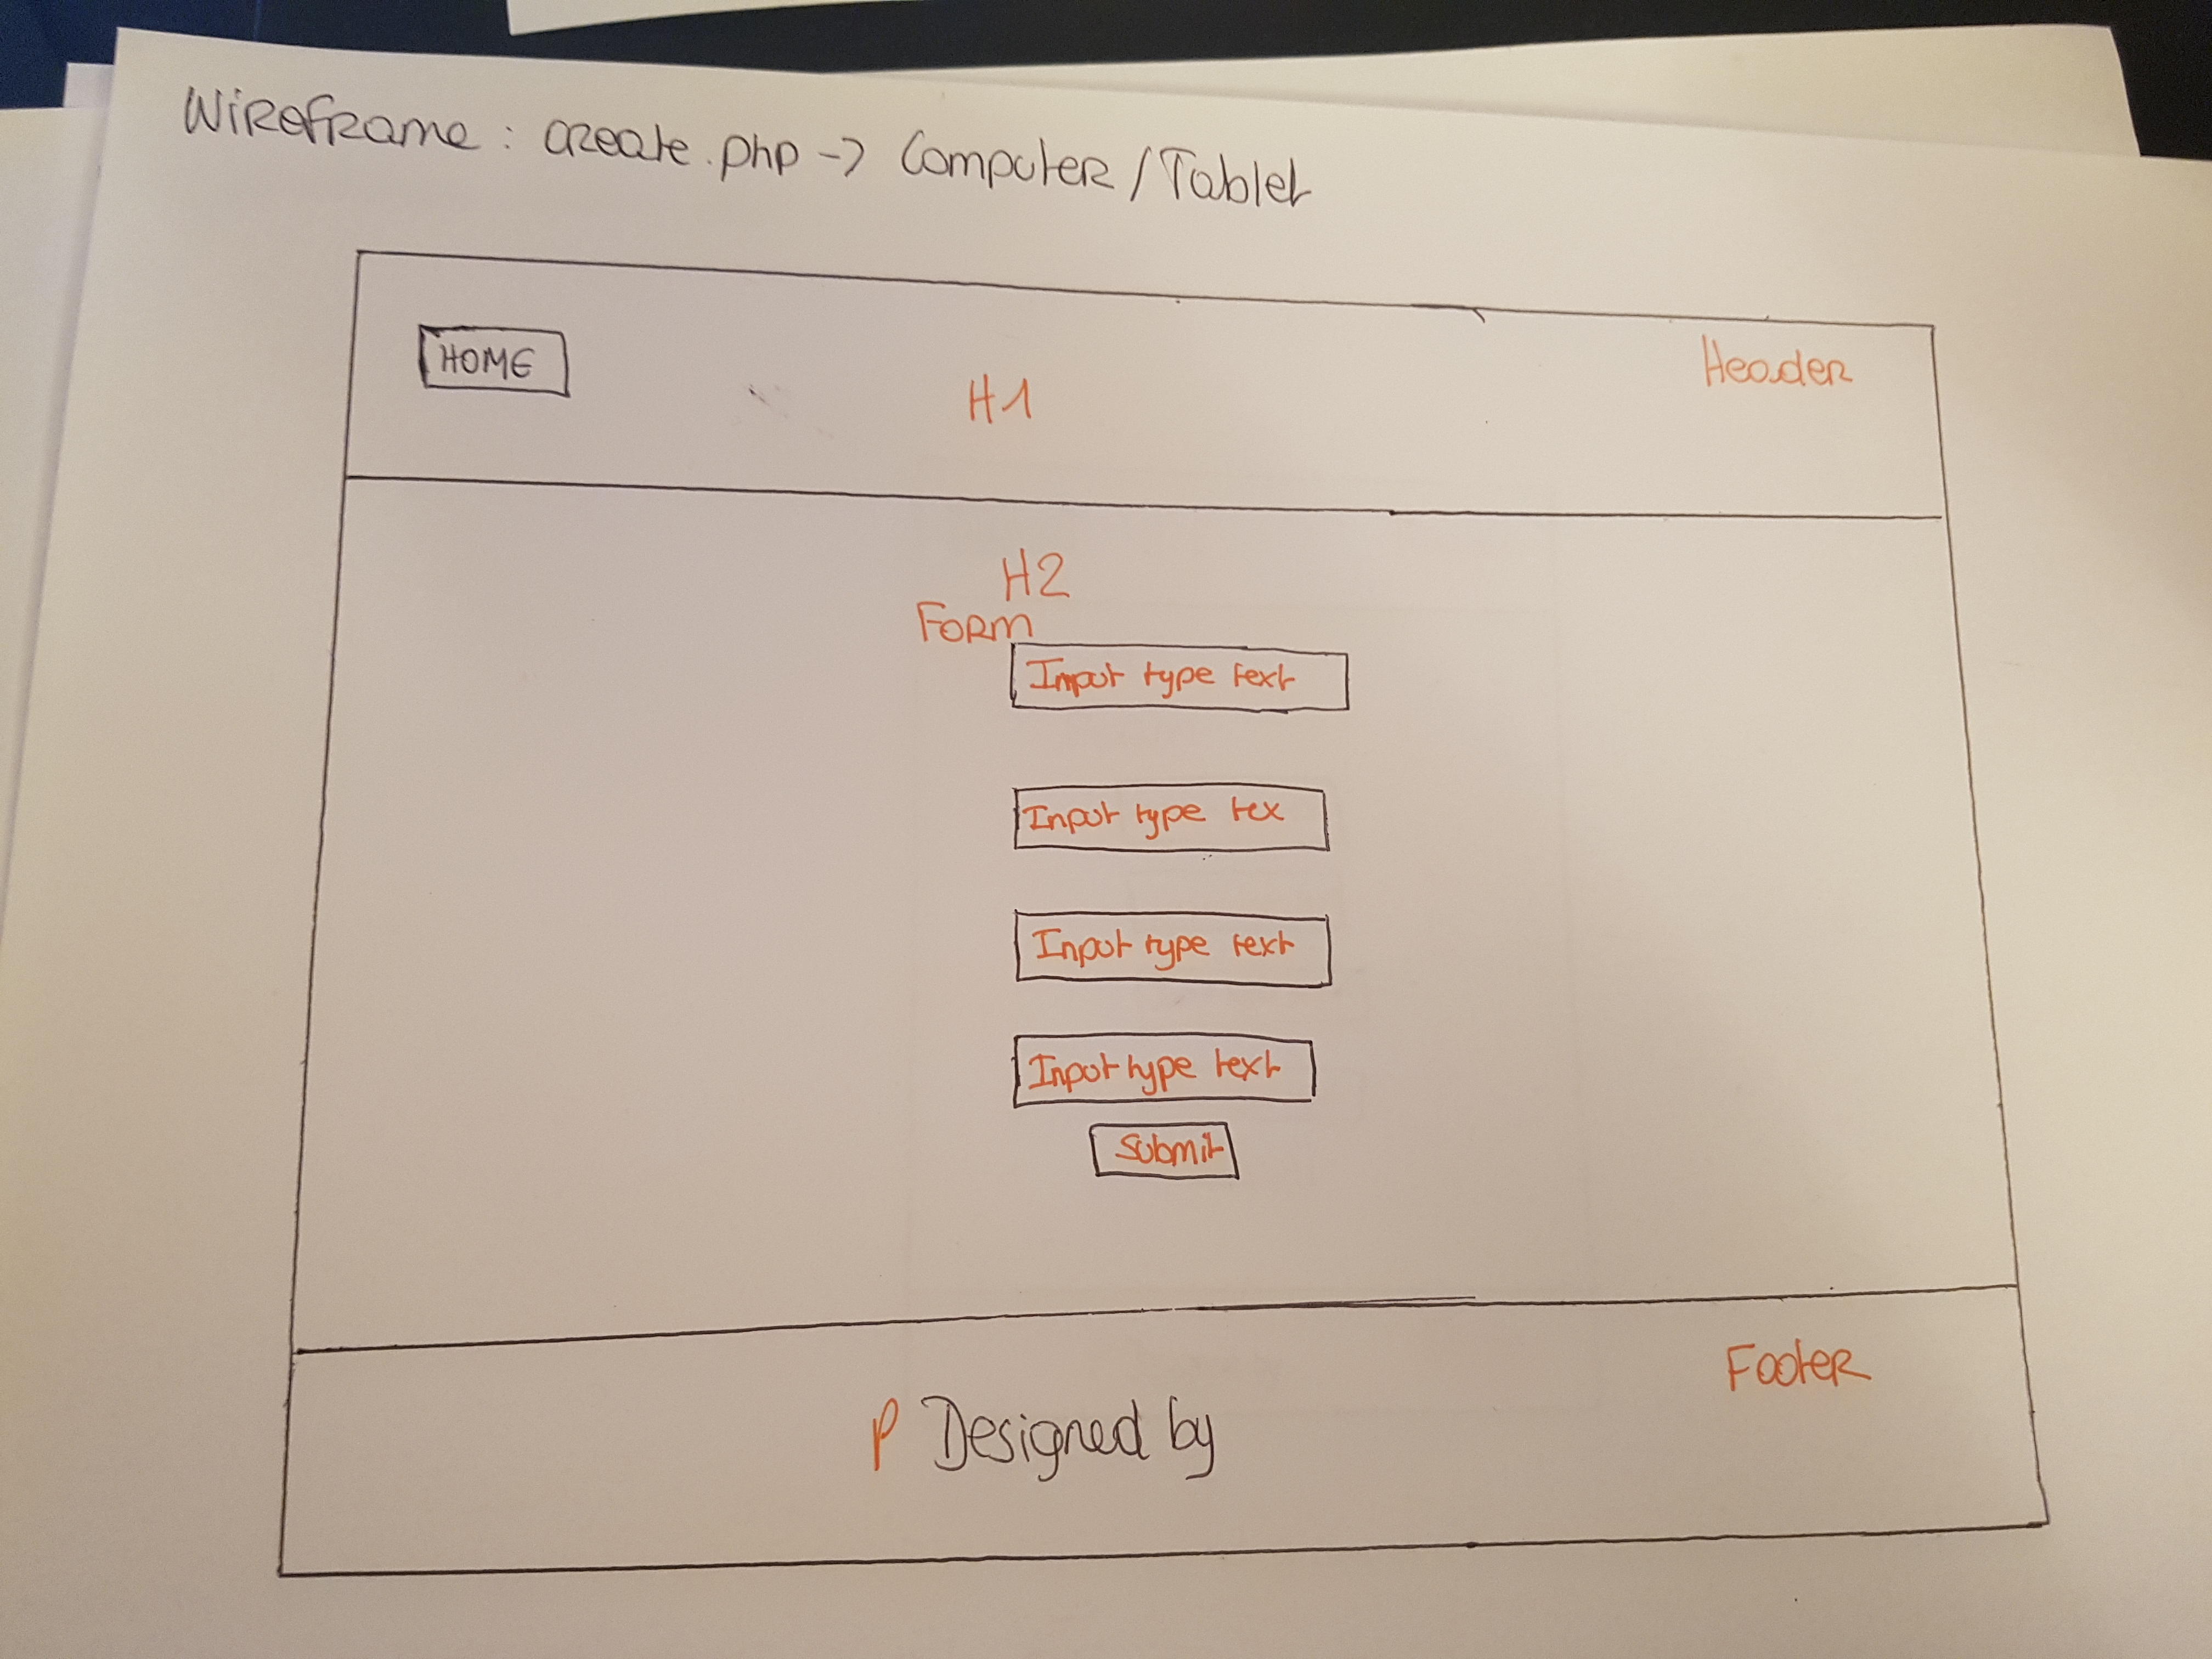 Wireframe : create.php -> Computer/Tablet
HOME
Header
H1
H2
Form
Input type text
Input type tex
Input type text
Input type text
Submit
Footer
P Designed by